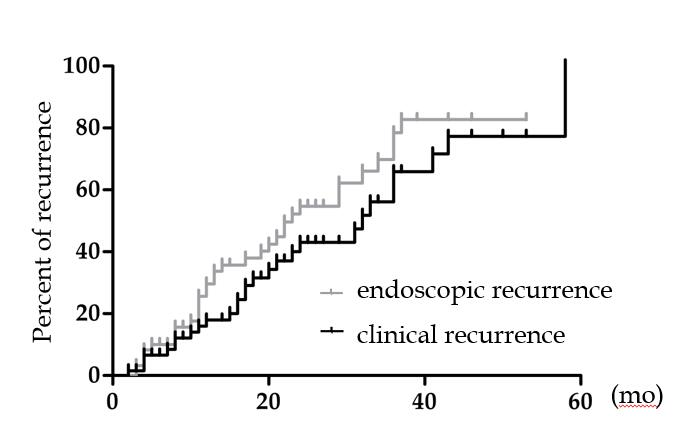 Percent of recurrence
100
80
60
40
20
0
endoscopic recurrence
clinical recurrence
0 20 40 60 (mo)